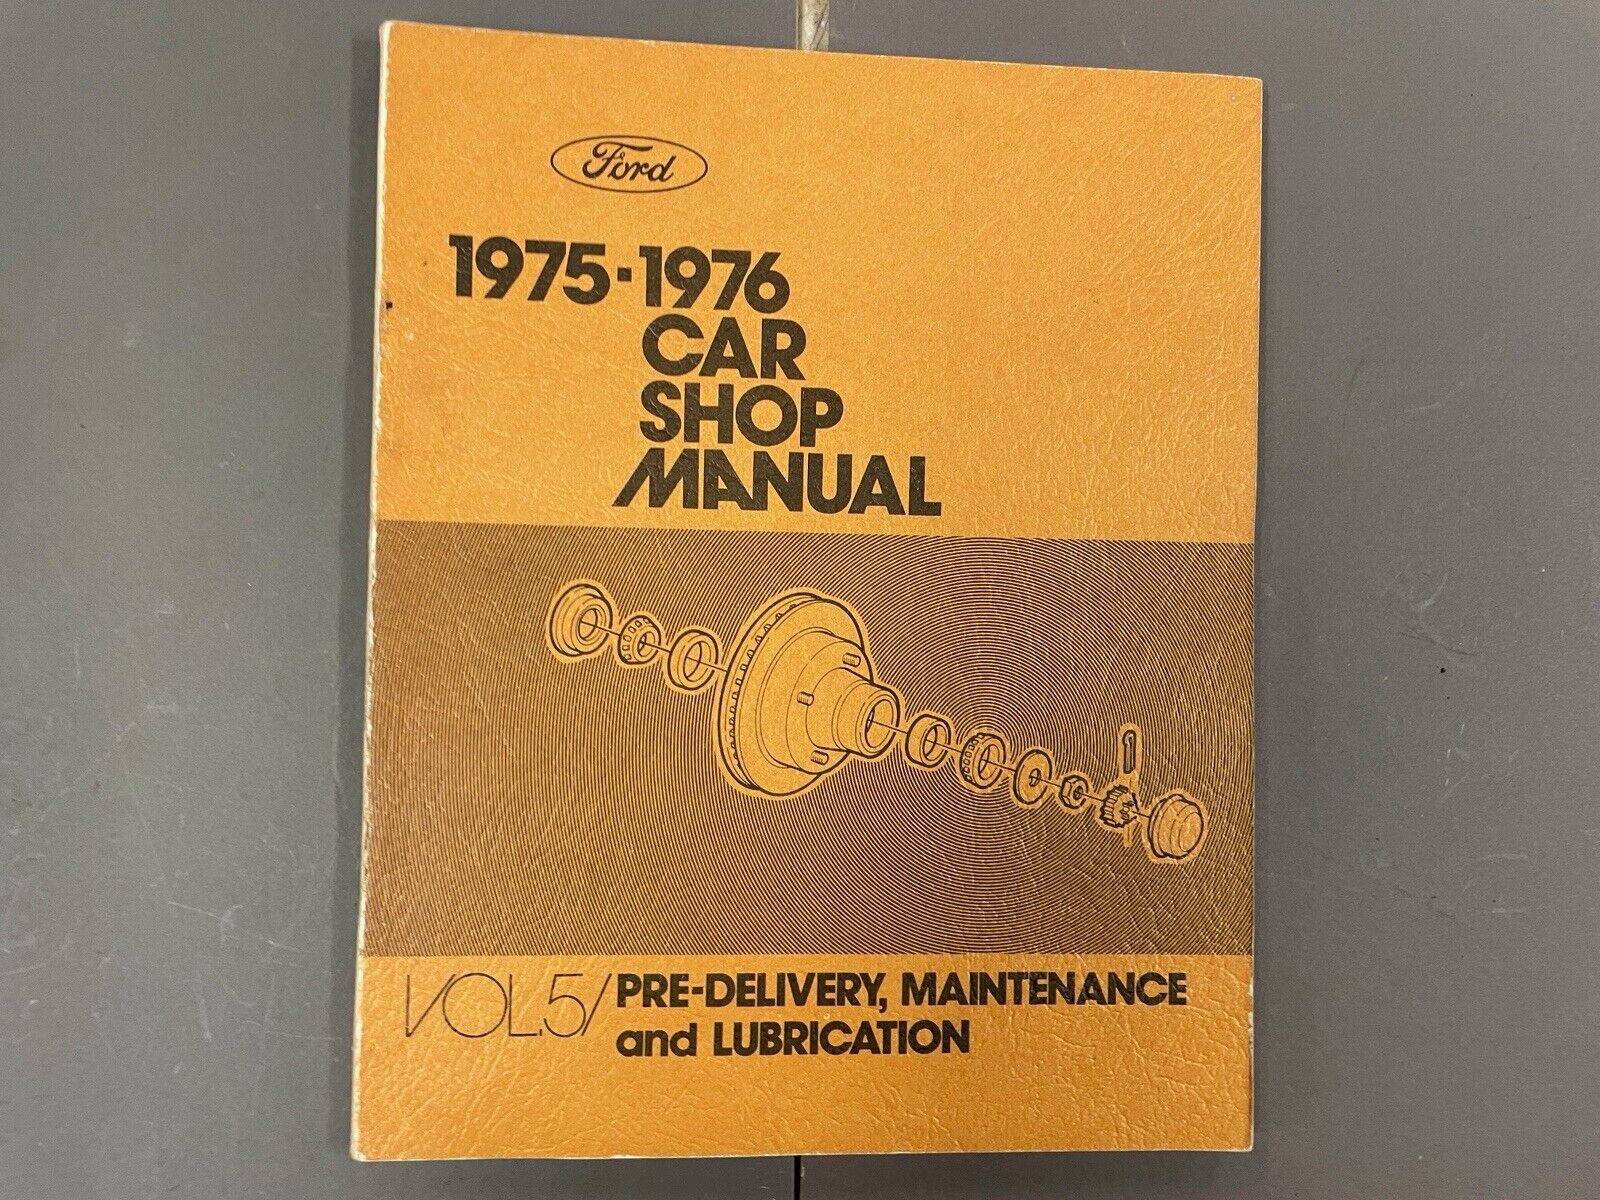 Ford
1975-1976
CAR
SHOP
MANUAL
VOL.5/ PRE-DELIVERY, MAINTENANCE
and LUBRICATION